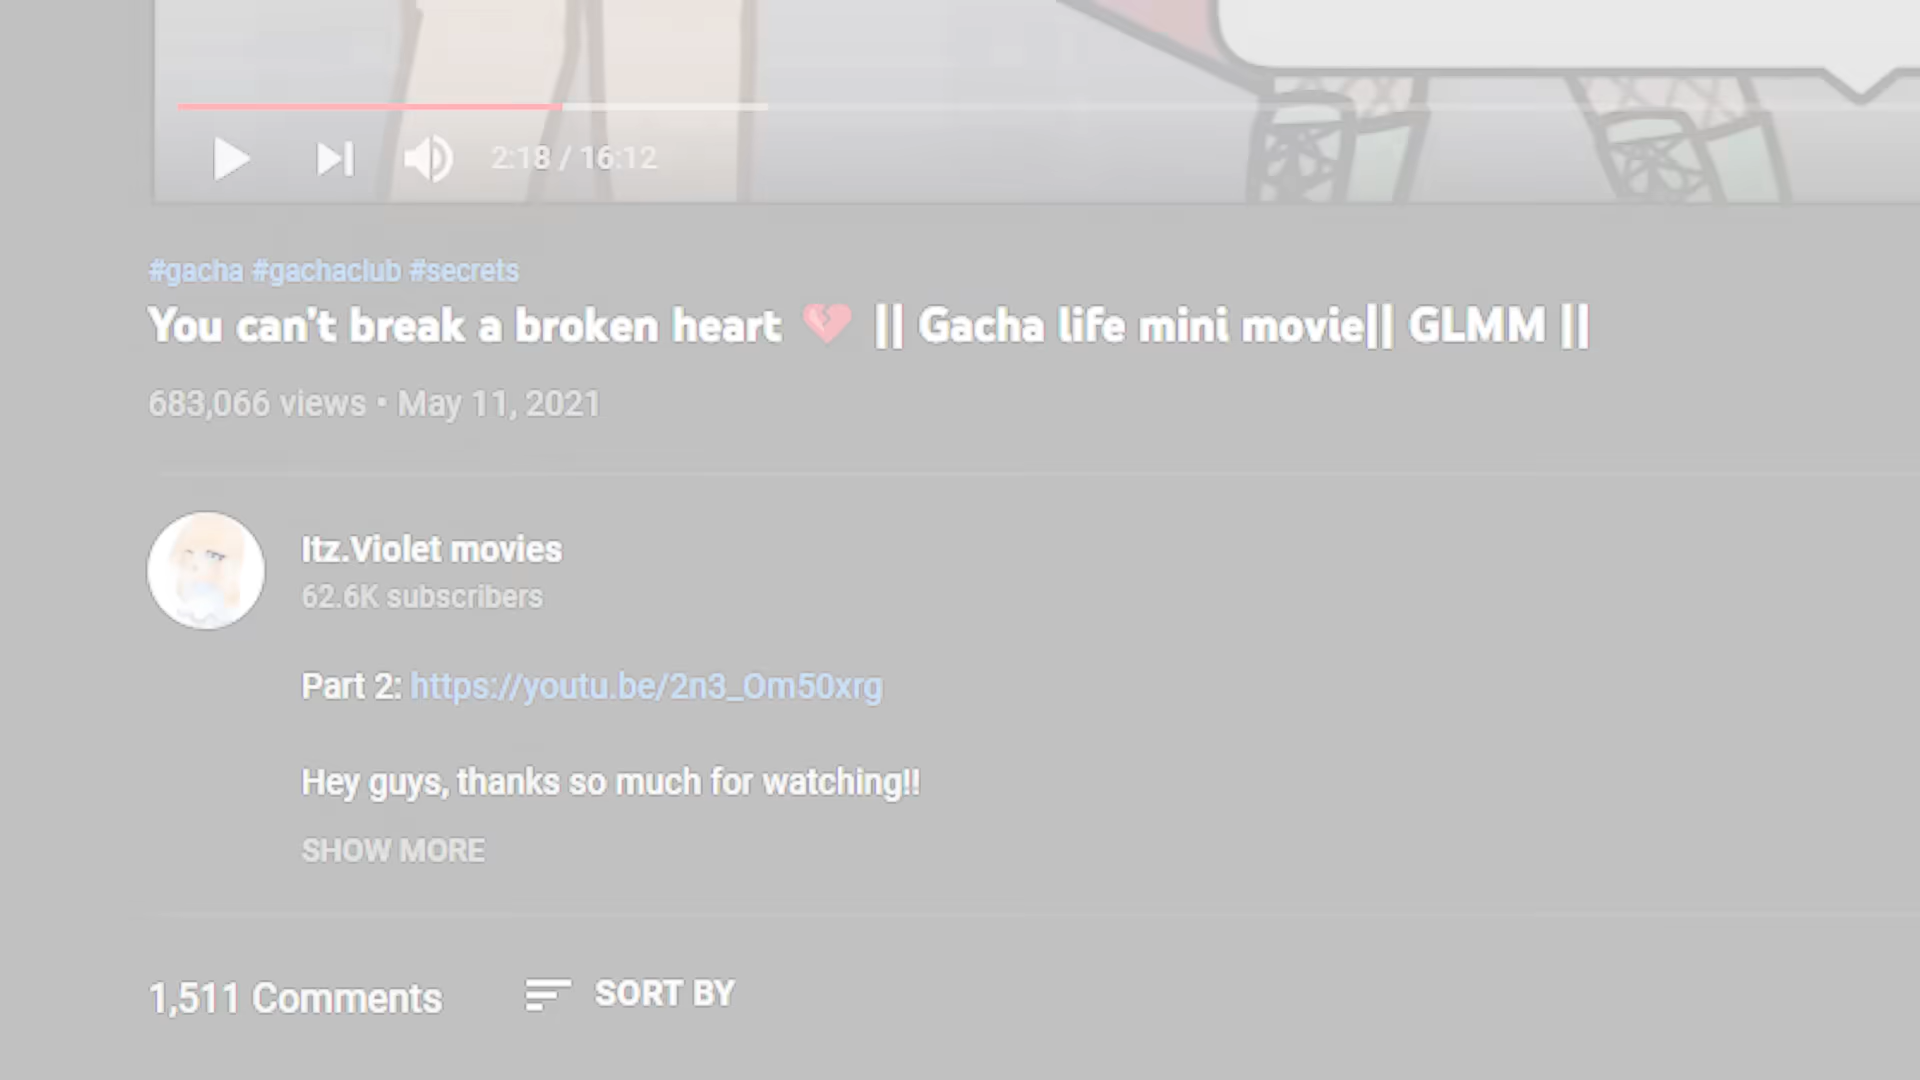 2:18 / 16:12
#gacha #gachaclub #secrets
You can't break a broken heart 💔 || Gacha life mini movie|| GLMM ||
683,066 views • May 11, 2021
Itz.Violet movies
62.6K subscribers
Part 2: https://youtu.be/2n3_Om50xrg
Hey guys, thanks so much for watching!!
SHOW MORE
1,511 Comments SORT BY